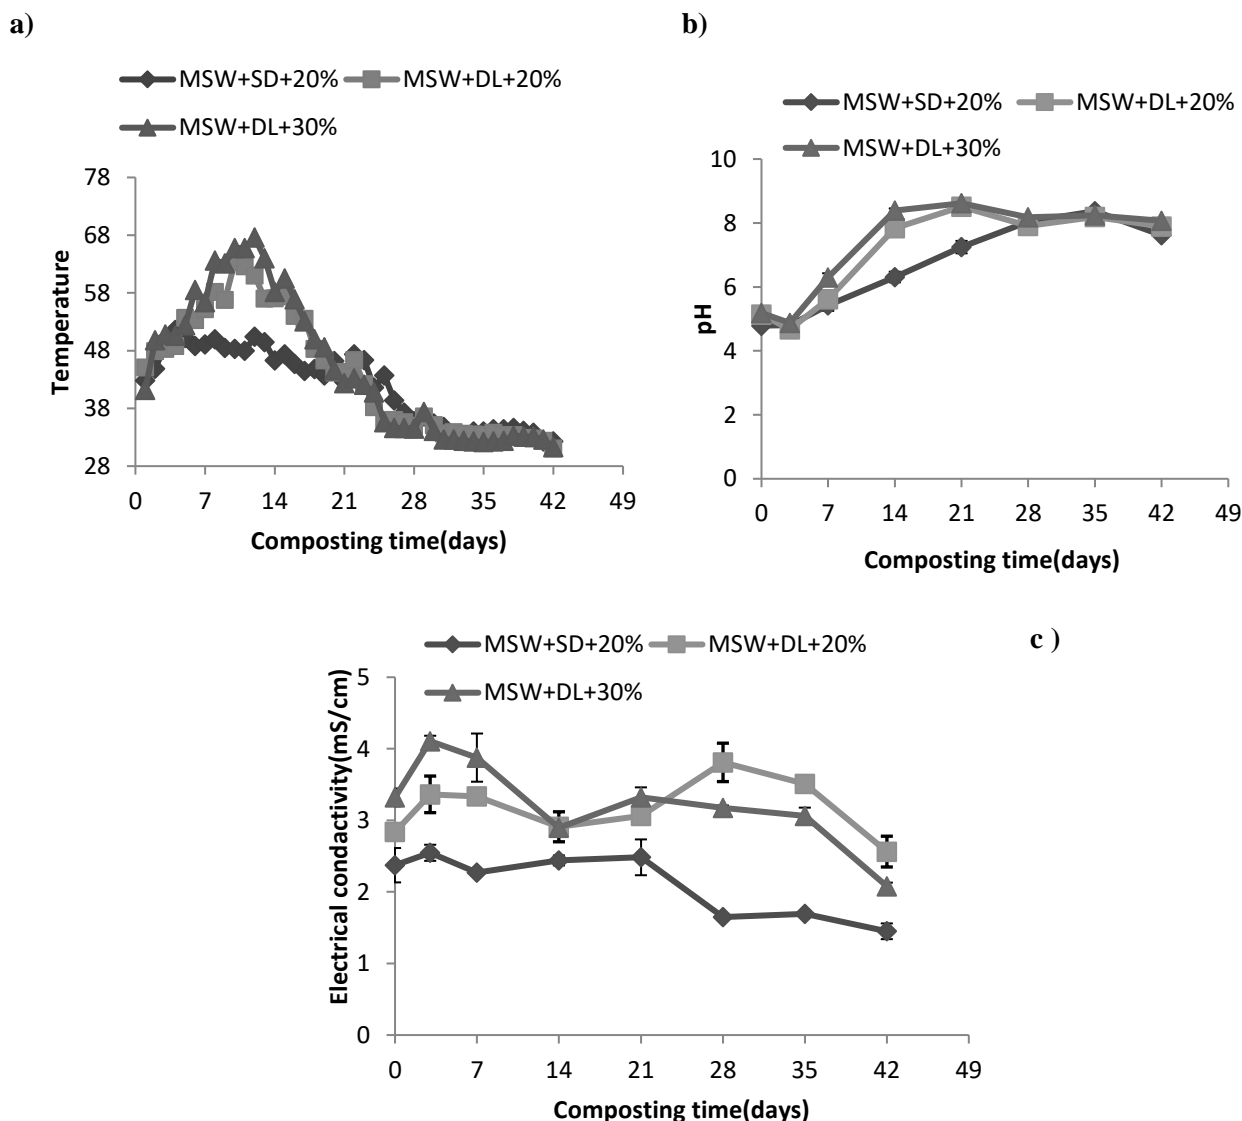 a)
MSW+SD+20%
MSW+DL+20%
MSW+DL+30%
78
68
58
48
38
28
Temperature
0 7 14 21 28 35 42 49
Composting time(days)
b)
MSW+SD+20%
MSW+DL+20%
MSW+DL+30%
10
8
6
4
2
0
pH
0 7 14 21 28 35 42 49
Composting time(days)
c )
MSW+SD+20%
MSW+DL+20%
MSW+DL+30%
5
4
3
2
1
0
Electrical condactivity(mS/cm)
0 7 14 21 28 35 42 49
Composting time(days)